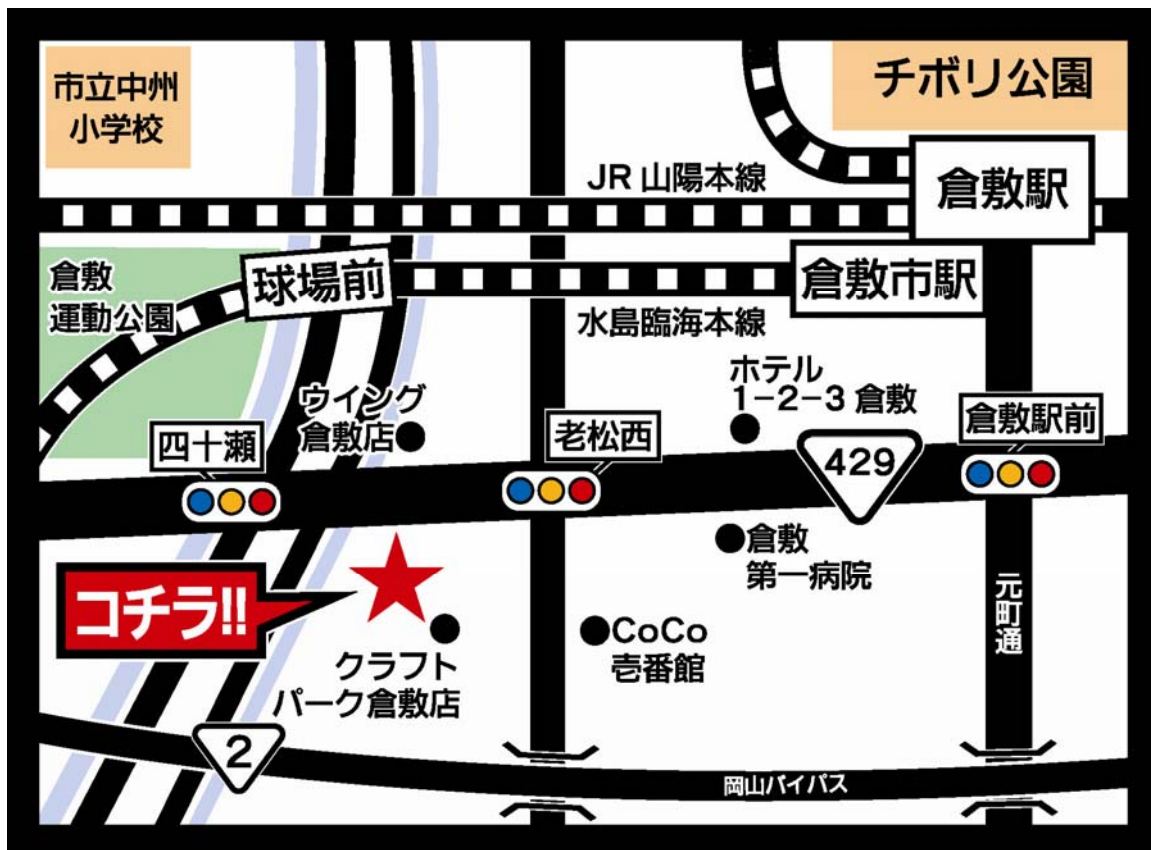 市立中州
小学校
チボリ公園
JR山陽本線
倉敷駅
倉敷
運動公園
球場前
倉敷市駅
水島臨海本線
ウイング
倉敷店
ホテル
1-2-3 倉敷
四十瀬
老松西
倉敷駅前
429
倉敷
第一病院
コチラ!!
元町通
CoCo
壱番館
クラフト
パーク倉敷店
2
岡山バイパス